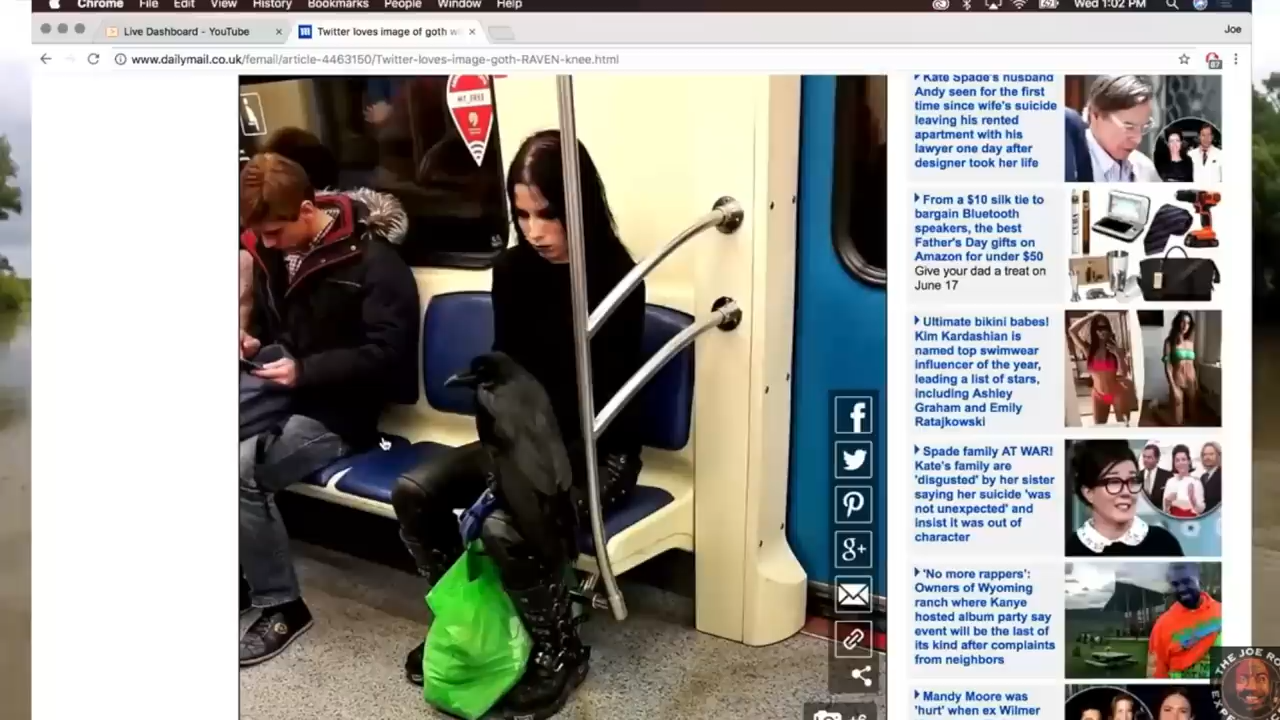 Chrome File Edit View History Bookmarks People Window Help Wed 1:02 PM
Live Dashboard - YouTube
Twitter loves image of goth w
Joe
www.dailymail.co.uk/femail/article-4463150/Twitter-loves-image-goth-RAVEN-knee.html
Kate Spade's husband
Andy seen for the first
time since wife's suicide
leaving his rented
apartment with his
lawyer one day after
designer took her life
From a $10 silk tie to
bargain Bluetooth
speakers, the best
Father's Day gifts on
Amazon for under $50
Give your dad a treat on
June 17
Ultimate bikini babes!
Kim Kardashian is
named top swimwear
influencer of the year,
leading a list of stars,
including Ashley
Graham and Emily
Ratajkowski
Spade family AT WAR!
Kate's family are
'disgusted' by her sister
saying her suicide 'was
not unexpected' and
insist it was out of
character
'No more rappers':
Owners of Wyoming
ranch where Kanye
hosted album party say
event will be the last of
its kind after complaints
from neighbors
Mandy Moore was
'hurt' when ex Wilmer
THE JOE RO